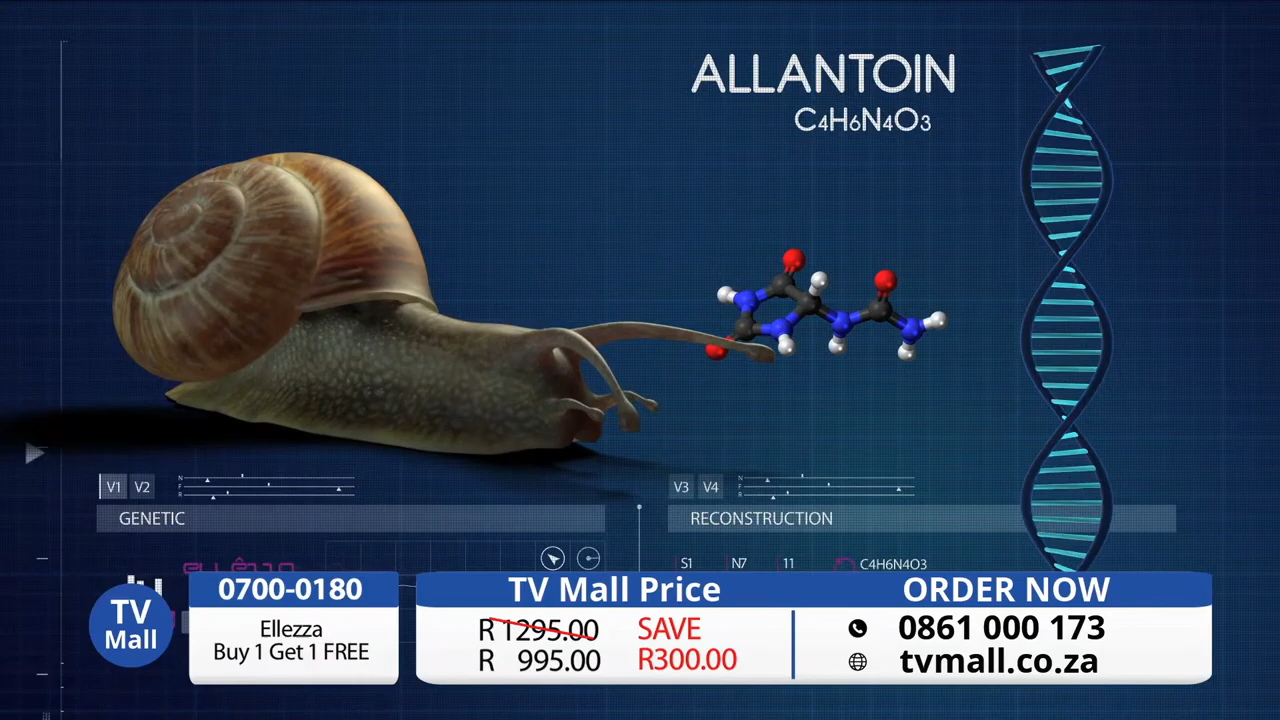 ALLANTOIN
C4H6N4O3
V1 V2
N
F
R
GENETIC
V3 V4
N
F
R
RECONSTRUCTION
S1 N7 11 C4H6N4O3
TV
Mall
0700-0180
Ellezza
Buy 1 Get 1 FREE
TV Mall Price
R 1295.00 SAVE
R 995.00 R300.00
ORDER NOW
0861 000 173
tvmall.co.za